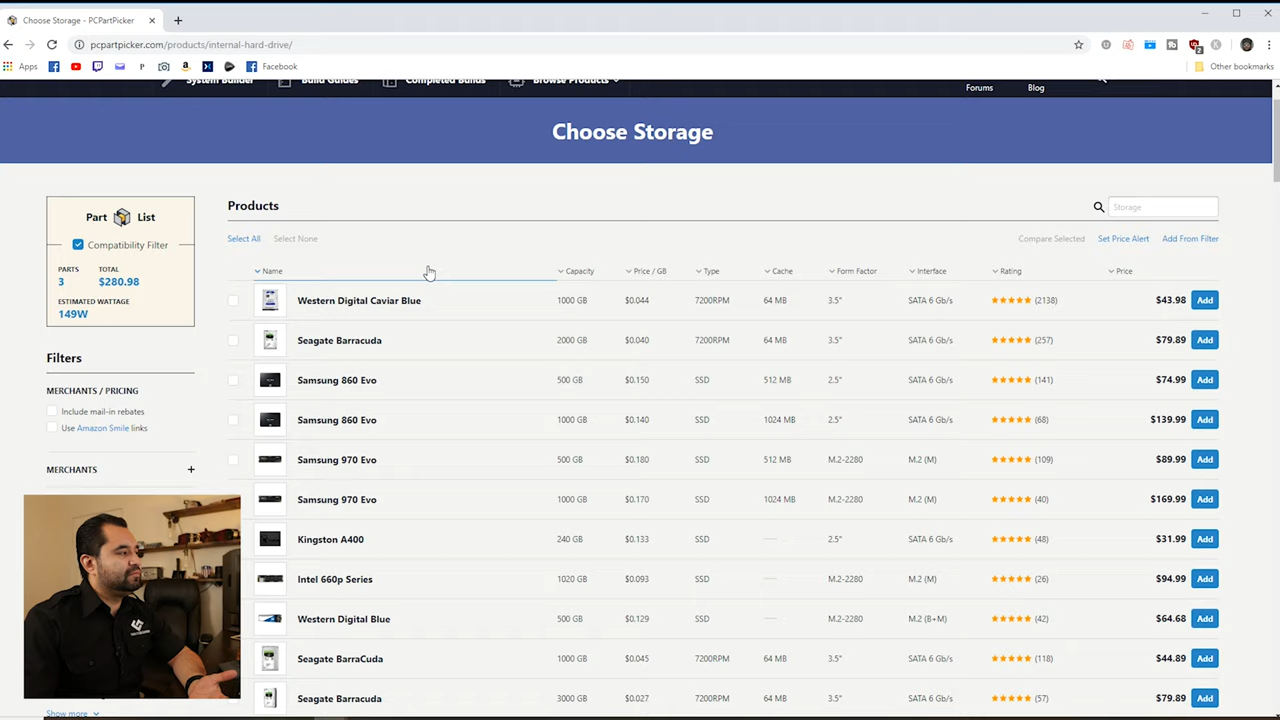 Choose Storage - PCPartPicker
pcpartpicker.com/products/internal-hard-drive/
Apps Facebook Other bookmarks
System Builder Build Guides Completed Builds Browse Products Forums Blog
Choose Storage
Part List
Compatibility Filter
PARTS TOTAL
3 $280.98
ESTIMATED WATTAGE
149W
Filters
MERCHANTS / PRICING
Include mail-in rebates
Use Amazon Smile links
MERCHANTS +
Show more
Products Storage
Select All Select None Compare Selected Set Price Alert Add From Filter
Name Capacity Price / GB Type Cache Form Factor Interface Rating Price
Western Digital Caviar Blue 1000 GB $0.044 7200RPM 64 MB 3.5" SATA 6 Gb/s (2138) $43.98 Add
Seagate Barracuda 2000 GB $0.040 7200RPM 64 MB 3.5" SATA 6 Gb/s (257) $79.89 Add
Samsung 860 Evo 500 GB $0.150 SSD 512 MB 2.5" SATA 6 Gb/s (141) $74.99 Add
Samsung 860 Evo 1000 GB $0.140 SSD 1024 MB 2.5" SATA 6 Gb/s (68) $139.99 Add
Samsung 970 Evo 500 GB $0.180 SSD 512 MB M.2-2280 M.2 (M) (109) $89.99 Add
Samsung 970 Evo 1000 GB $0.170 SSD 1024 MB M.2-2280 M.2 (M) (40) $169.99 Add
Kingston A400 240 GB $0.133 SSD 2.5" SATA 6 Gb/s (48) $31.99 Add
Intel 660p Series 1020 GB $0.093 SSD M.2-2280 M.2 (M) (26) $94.99 Add
Western Digital Blue 500 GB $0.129 SSD M.2-2280 M.2 (B+M) (42) $64.68 Add
Seagate BarraCuda 1000 GB $0.045 7200RPM 64 MB 3.5" SATA 6 Gb/s (118) $44.89 Add
Seagate Barracuda 3000 GB $0.027 7200RPM 64 MB 3.5" SATA 6 Gb/s (57) $79.89 Add